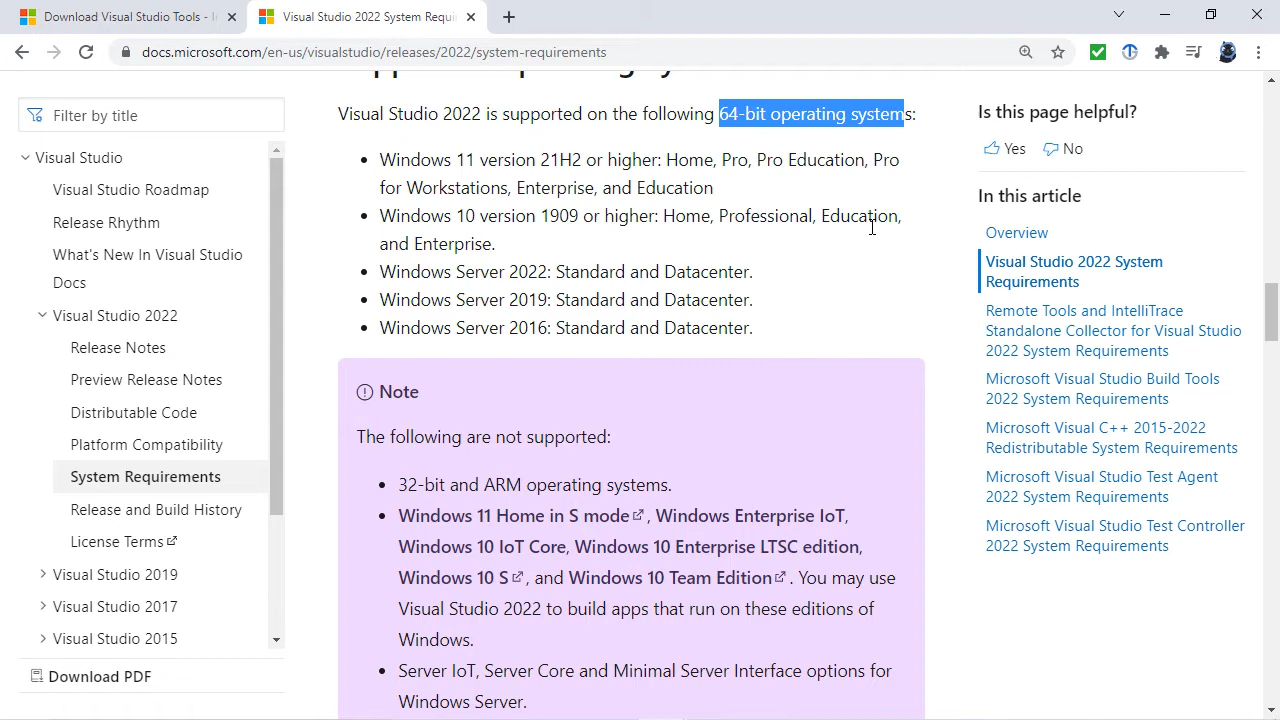 Download Visual Studio Tools - I
Visual Studio 2022 System Requi
docs.microsoft.com/en-us/visualstudio/releases/2022/system-requirements
Filter by title
Visual Studio
Visual Studio Roadmap
Release Rhythm
What's New In Visual Studio
Docs
Visual Studio 2022
Release Notes
Preview Release Notes
Distributable Code
Platform Compatibility
System Requirements
Release and Build History
License Terms
Visual Studio 2019
Visual Studio 2017
Visual Studio 2015
Download PDF
Visual Studio 2022 is supported on the following 64-bit operating systems:
• Windows 11 version 21H2 or higher: Home, Pro, Pro Education, Pro
for Workstations, Enterprise, and Education
• Windows 10 version 1909 or higher: Home, Professional, Education,
and Enterprise.
• Windows Server 2022: Standard and Datacenter.
• Windows Server 2019: Standard and Datacenter.
• Windows Server 2016: Standard and Datacenter.
Note
The following are not supported:
• 32-bit and ARM operating systems.
• Windows 11 Home in S mode, Windows Enterprise IoT,
Windows 10 IoT Core, Windows 10 Enterprise LTSC edition,
Windows 10 S, and Windows 10 Team Edition. You may use
Visual Studio 2022 to build apps that run on these editions of
Windows.
• Server IoT, Server Core and Minimal Server Interface options for
Windows Server.
Is this page helpful?
Yes No
In this article
Overview
Visual Studio 2022 System
Requirements
Remote Tools and IntelliTrace
Standalone Collector for Visual Studio
2022 System Requirements
Microsoft Visual Studio Build Tools
2022 System Requirements
Microsoft Visual C++ 2015-2022
Redistributable System Requirements
Microsoft Visual Studio Test Agent
2022 System Requirements
Microsoft Visual Studio Test Controller
2022 System Requirements